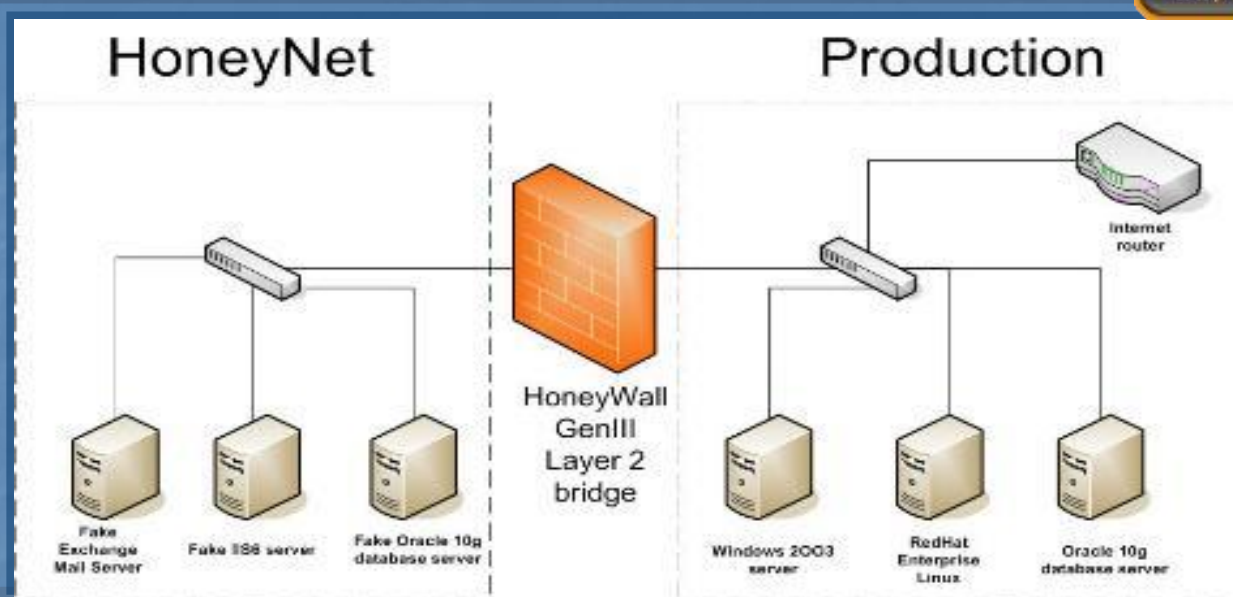 HoneyNet
Production
Internet
router
HoneyWall
GenIII
Layer 2
bridge
Fake
Exchange
Mail Server
Fake IIS6 server
Fake Oracle 10g
database server
Windows 2003
server
RedHat
Enterprise
Linux
Oracle 10g
database server